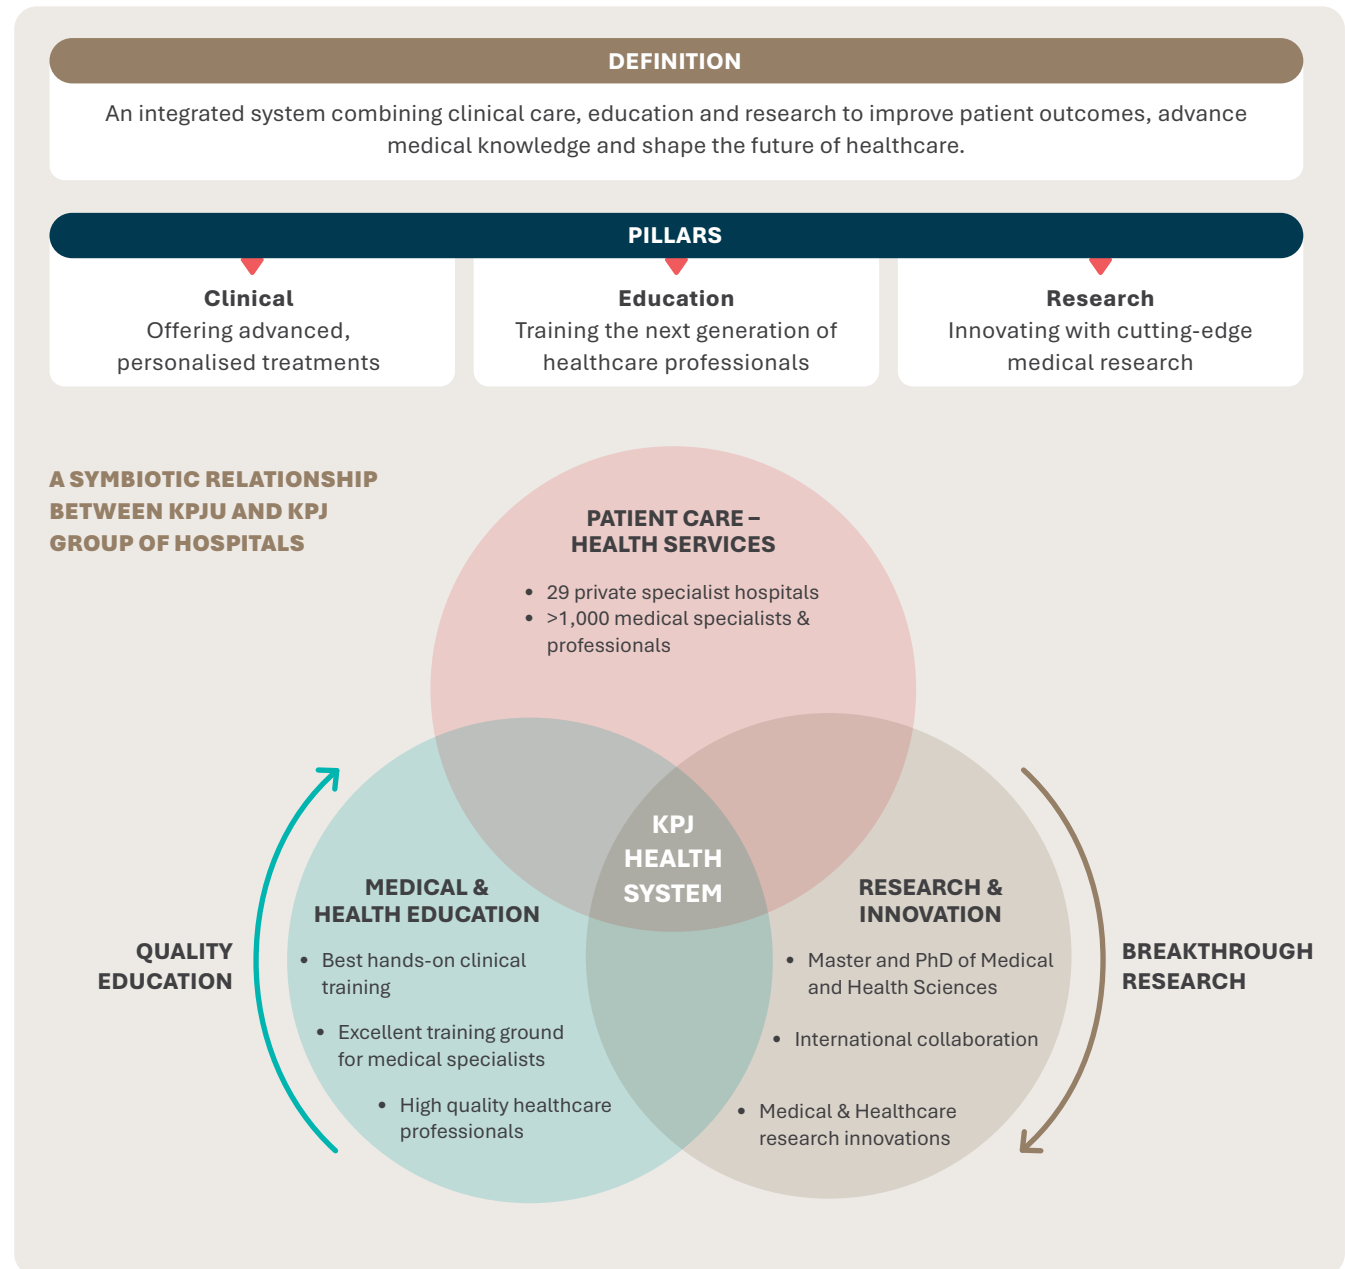 DEFINITION
An integrated system combining clinical care, education and research to improve patient outcomes, advance
medical knowledge and shape the future of healthcare.
PILLARS
Clinical
Offering advanced,
personalised treatments
Education
Training the next generation of
healthcare professionals
Research
Innovating with cutting-edge
medical research
A SYMBIOTIC RELATIONSHIP
BETWEEN KPJU AND KPJ
GROUP OF HOSPITALS
PATIENT CARE –
HEALTH SERVICES
• 29 private specialist hospitals
• >1,000 medical specialists &
professionals
KPJ
HEALTH
SYSTEM
QUALITY
EDUCATION
MEDICAL &
HEALTH EDUCATION
• Best hands-on clinical
training
• Excellent training ground
for medical specialists
• High quality healthcare
professionals
RESEARCH &
INNOVATION
• Master and PhD of Medical
and Health Sciences
• International collaboration
• Medical & Healthcare
research innovations
BREAKTHROUGH
RESEARCH